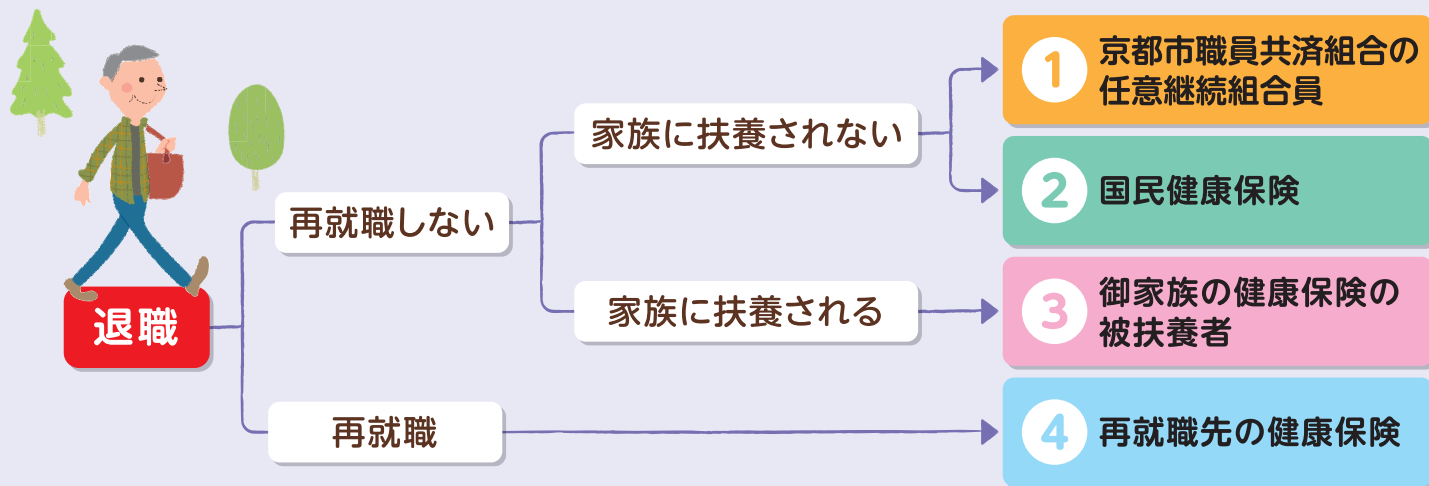 退職
再就職しない
家族に扶養されない
家族に扶養される
再就職
1
京都市職員共済組合の
任意継続組合員
2
国民健康保険
3
御家族の健康保険の
被扶養者
4
再就職先の健康保険